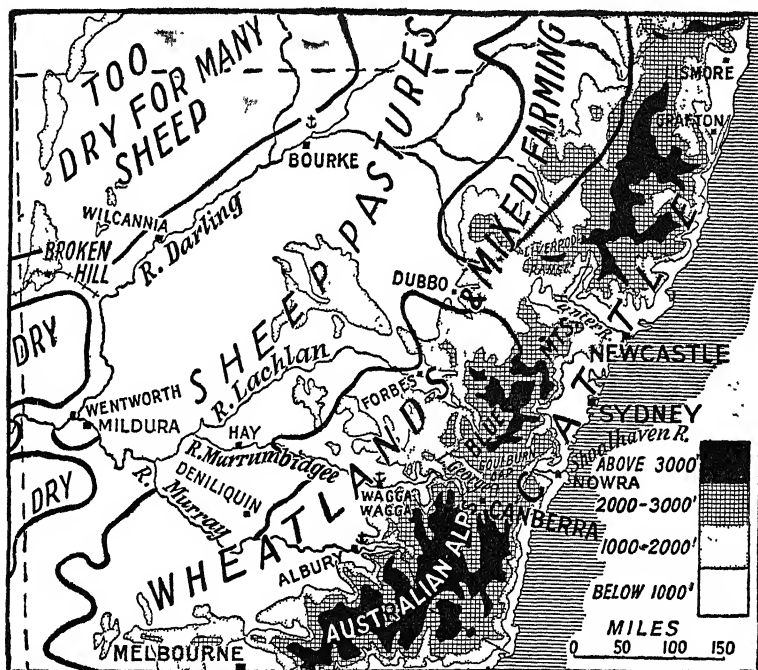 TOO
DRY FOR MANY
SHEEP
SHEEP PASTURES
& MIXED FARMING
LISMORE
GRAFTON
BOURKE
WILCANNIA
R. Darling
BROKEN
HILL
DUBBO
CATTLE
DRY
R. Lachlan
NEWCASTLE
WENTWORTH
MILDURA
FORBES
BLUE MTS
SYDNEY
HAY
R. Murrumbidgee
Shoalhaven R.
DENILIQUIN
R. Murray
GOULBURN
NOWRA
DRY
WAGGA
WAGGA
CANBERRA
WHEATLANDS
ALBURY
AUSTRALIAN ALPS
MELBOURNE
ABOVE 3000'
2000-3000'
1000-2000'
BELOW 1000'
MILES
0 50 100 150